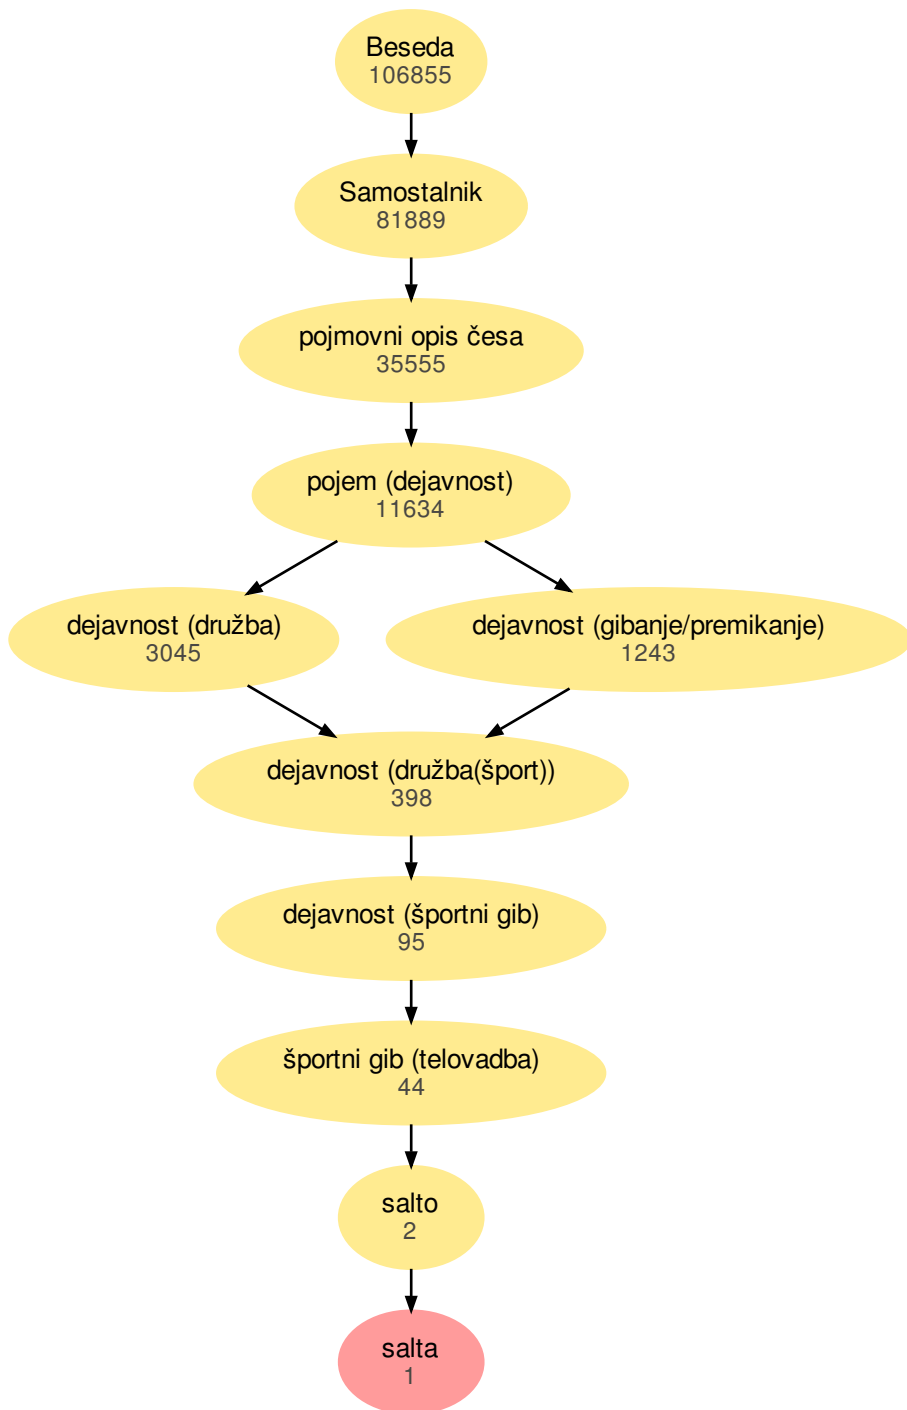 Beseda
106855
Samostalnik
81889
pojmovni opis česa
35555
pojem (dejavnost)
11634
dejavnost (družba)
3045
dejavnost (gibanje/premikanje)
1243
dejavnost (družba(šport))
398
dejavnost (športni gib)
95
športni gib (telovadba)
44
salto
2
salta
1